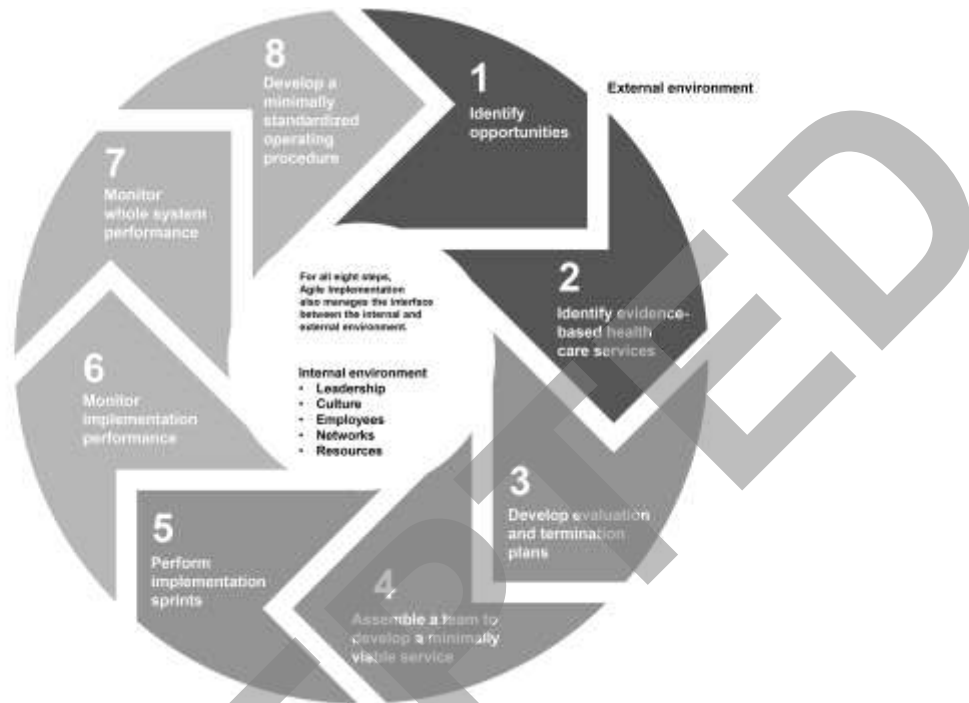 1
Identify
opportunities
External environment
2
Identify evidence-
based health
care services
3
Develop evaluation
and termination
plans
4
Assemble a team to
develop a minimally
viable service
5
Perform
implementation
sprints
6
Monitor
implementation
performance
7
Monitor
whole system
performance
8
Develop a
minimally
standardized
operating
procedure
For all eight steps,
Agile Implementation
also manages the interface
between the internal and
external environment.
Internal environment
• Leadership
• Culture
• Employees
• Networks
• Resources